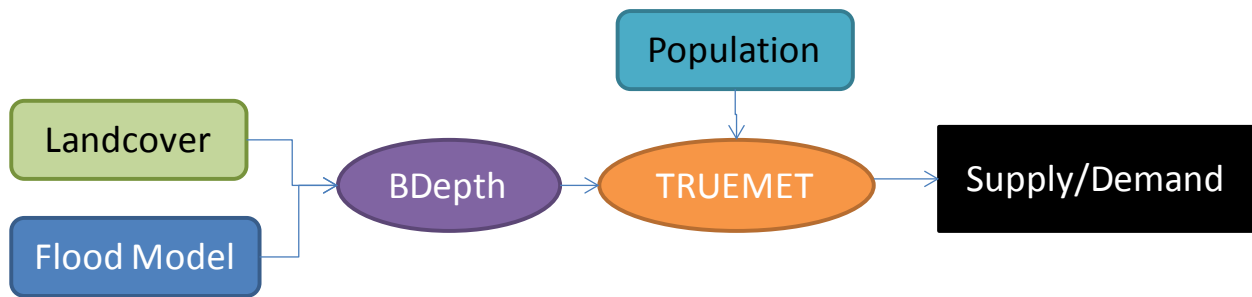 Population
Landcover
BDepth
TRUEMET
Supply/Demand
Flood Model